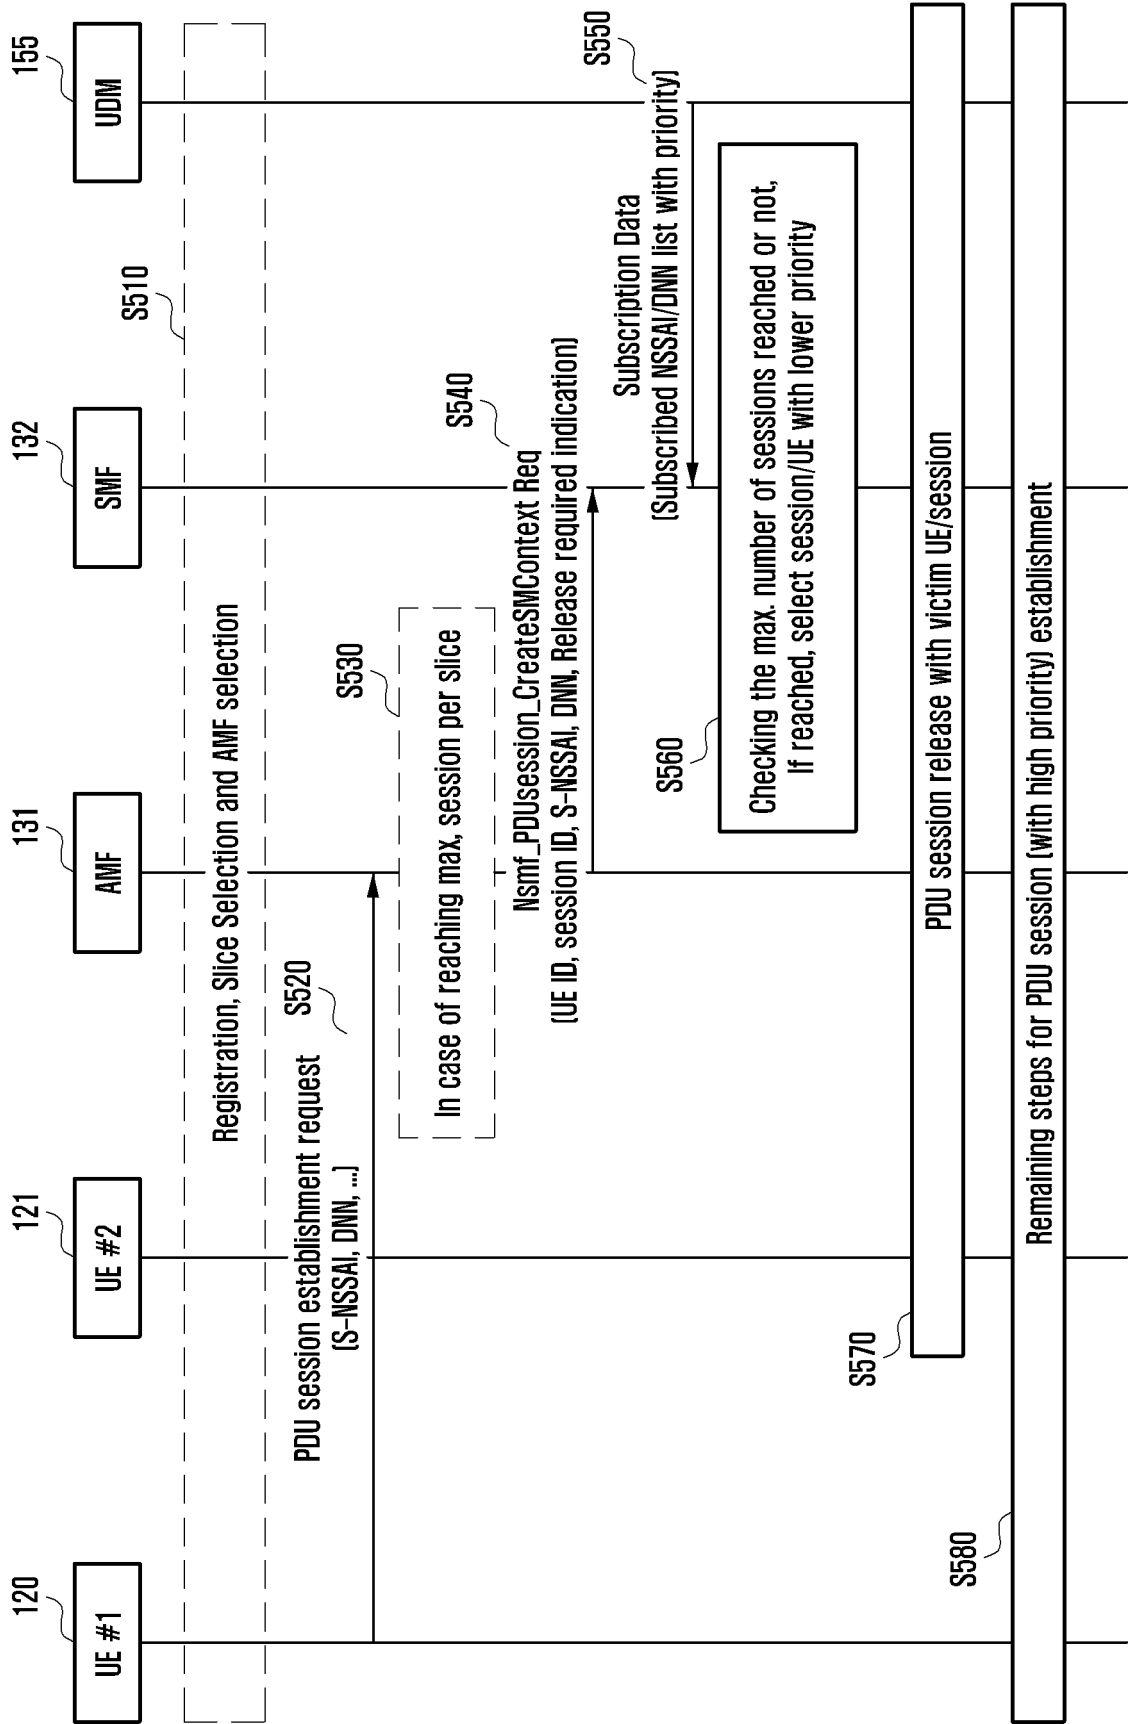 120
UE #1
121
UE #2
131
AMF
132
SMF
155
UDM
S510
Registration, Slice Selection and AMF selection
S520
PDU session establishment request
(S-NSSAI, DNN, ...)
S530
In case of reaching max, session per slice
S540
Nsmf_PDUsession_CreateSMContext Req
(UE ID, session ID, S-NSSAI, DNN, Release required indication)
S550
Subscription Data
(Subscribed NSSAI/DNN list with priority)
S560
Checking the max. number of sessions reached or not,
If reached, select session/UE with lower priority
S570
PDU session release with victim UE/session
S580
Remaining steps for PDU session (with high priority) establishment